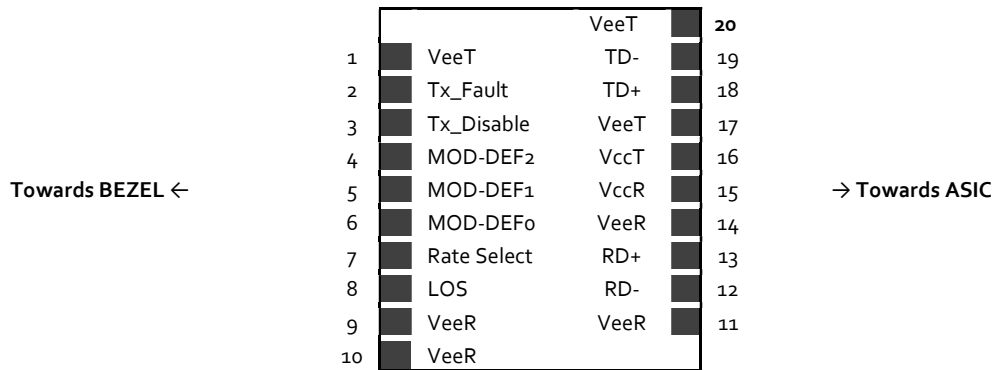 VeeT 20
1 VeeT TD- 19
2 Tx_Fault TD+ 18
3 Tx_Disable VeeT 17
4 MOD-DEF2 VccT 16
Towards BEZEL ← 5 MOD-DEF1 VccR 15 → Towards ASIC
6 MOD-DEF0 VeeR 14
7 Rate Select RD+ 13
8 LOS RD- 12
9 VeeR VeeR 11
10 VeeR